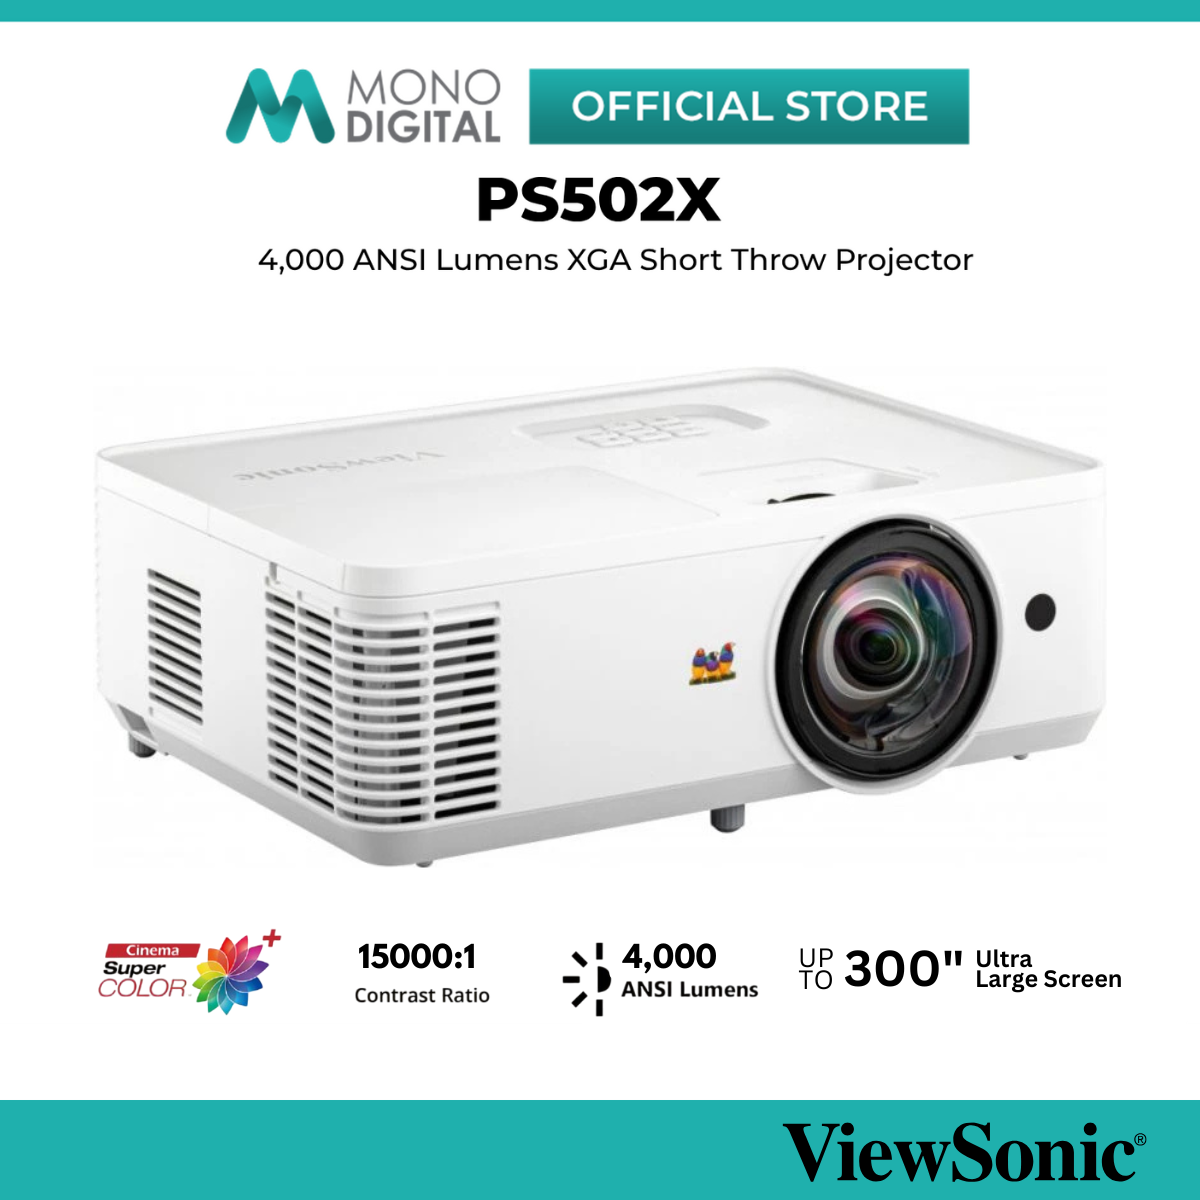 MONO
DIGITAL
OFFICIAL STORE
PS502X
4,000 ANSI Lumens XGA Short Throw Projector
ViewSonic
Cinema
Super
COLOR
+
15000:1
Contrast Ratio
4,000
ANSI Lumens
UP
TO
300"
Ultra
Large Screen
ViewSonic®